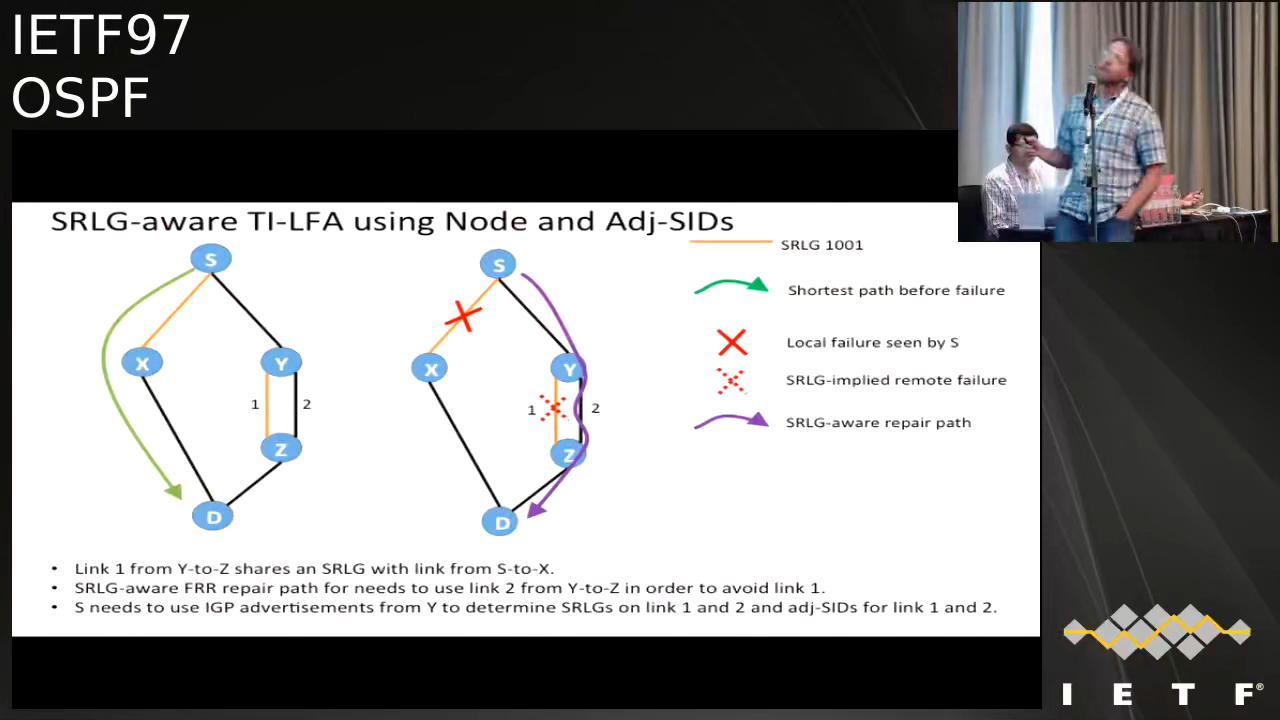 IETF97
OSPF
SRLG-aware TI-LFA using Node and Adj-SIDs
SRLG 1001
Shortest path before failure
Local failure seen by S
SRLG-implied remote failure
SRLG-aware repair path
S
X
Y
1
2
Z
D
S
X
Y
1
2
Z
D
• Link 1 from Y-to-Z shares an SRLG with link from S-to-X.
• SRLG-aware FRR repair path for needs to use link 2 from Y-to-Z in order to avoid link 1.
• S needs to use IGP advertisements from Y to determine SRLGs on link 1 and 2 and adj-SIDs for link 1 and 2.
I E T F®